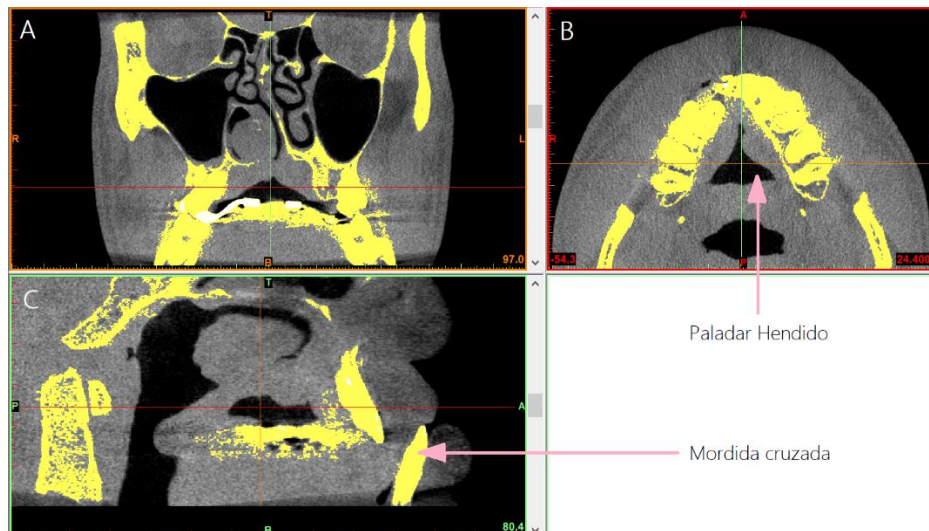 A
T
R
L
B
97.0
B
A
R
P
-54.3
24.400
C
T
P
A
B
80.4
Paladar Hendido
Mordida cruzada